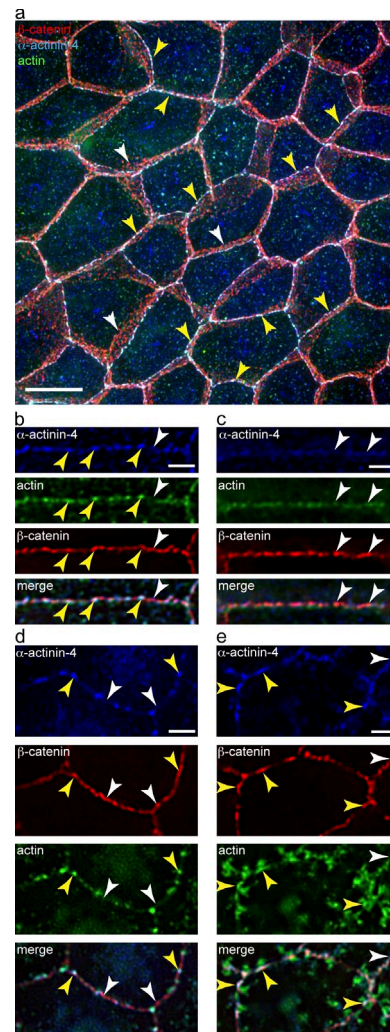 a
β-catenin
α-actinin-4
actin
b
α-actinin-4
actin
β-catenin
merge
c
α-actinin-4
actin
β-catenin
merge
d
α-actinin-4
β-catenin
actin
merge
e
α-actinin-4
β-catenin
actin
merge